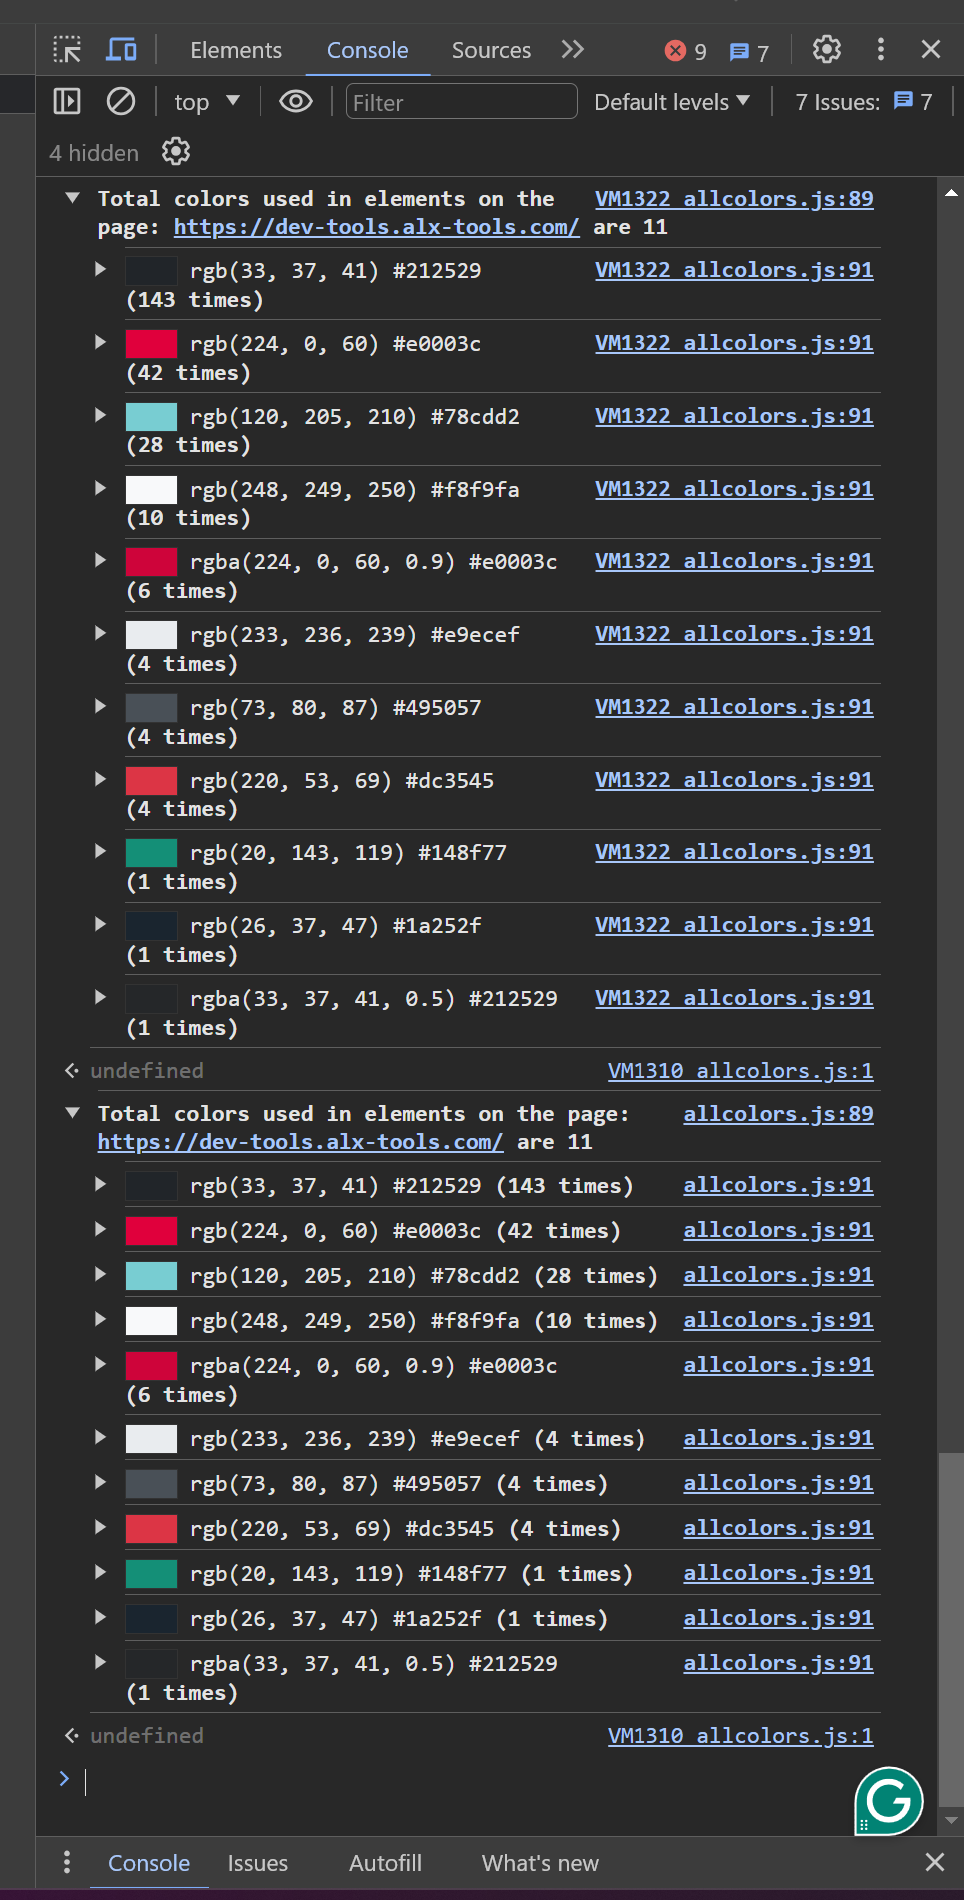 Elements Console Sources 9 7
top Filter Default levels 7 Issues: 7
4 hidden
Total colors used in elements on the VM1322 allcolors.js:89
page: https://dev-tools.alx-tools.com/ are 11
rgb(33, 37, 41) #212529 VM1322 allcolors.js:91
(143 times)
rgb(224, 0, 60) #e0003c VM1322 allcolors.js:91
(42 times)
rgb(120, 205, 210) #78cdd2 VM1322 allcolors.js:91
(28 times)
rgb(248, 249, 250) #f8f9fa VM1322 allcolors.js:91
(10 times)
rgba(224, 0, 60, 0.9) #e0003c VM1322 allcolors.js:91
(6 times)
rgb(233, 236, 239) #e9ecef VM1322 allcolors.js:91
(4 times)
rgb(73, 80, 87) #495057 VM1322 allcolors.js:91
(4 times)
rgb(220, 53, 69) #dc3545 VM1322 allcolors.js:91
(4 times)
rgb(20, 143, 119) #148f77 VM1322 allcolors.js:91
(1 times)
rgb(26, 37, 47) #1a252f VM1322 allcolors.js:91
(1 times)
rgba(33, 37, 41, 0.5) #212529 VM1322 allcolors.js:91
(1 times)
undefined VM1310 allcolors.js:1
Total colors used in elements on the page: allcolors.js:89
https://dev-tools.alx-tools.com/ are 11
rgb(33, 37, 41) #212529 (143 times) allcolors.js:91
rgb(224, 0, 60) #e0003c (42 times) allcolors.js:91
rgb(120, 205, 210) #78cdd2 (28 times) allcolors.js:91
rgb(248, 249, 250) #f8f9fa (10 times) allcolors.js:91
rgba(224, 0, 60, 0.9) #e0003c allcolors.js:91
(6 times)
rgb(233, 236, 239) #e9ecef (4 times) allcolors.js:91
rgb(73, 80, 87) #495057 (4 times) allcolors.js:91
rgb(220, 53, 69) #dc3545 (4 times) allcolors.js:91
rgb(20, 143, 119) #148f77 (1 times) allcolors.js:91
rgb(26, 37, 47) #1a252f (1 times) allcolors.js:91
rgba(33, 37, 41, 0.5) #212529 allcolors.js:91
(1 times)
undefined VM1310 allcolors.js:1
G
Console Issues Autofill What's new